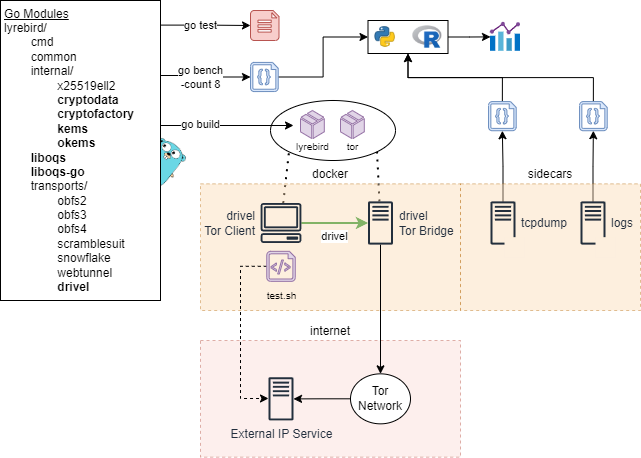 Go Modules
lyrebird/
cmd
common
internal/
x25519ell2
cryptodata
cryptofactory
kems
okems
liboqs
liboqs-go
transports/
obfs2
obfs3
obfs4
scramblesuit
snowflake
webtunnel
drivel
go test
go bench
-count 8
{}
go build
lyrebird
tor
R
{}
{}
docker
sidecars
drivel
Tor Client
drivel
drivel
Tor Bridge
tcpdump
logs
</>
test.sh
internet
Tor
Network
External IP Service